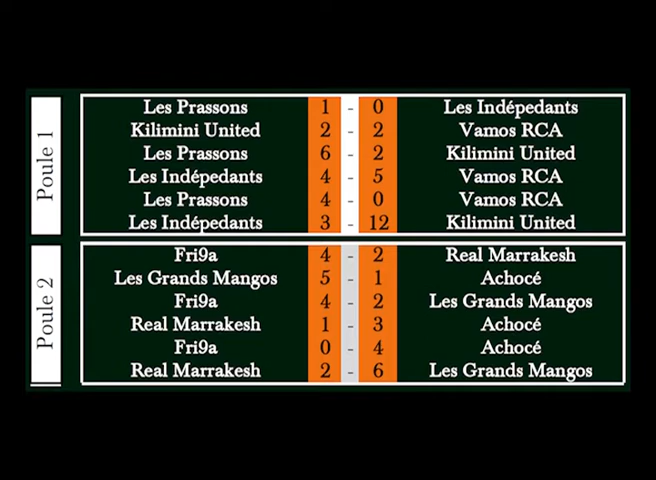 Poule 1
Les Prassons 1 - 0 Les Indépedants
Kilimini United 2 - 2 Vamos RCA
Les Prassons 6 - 2 Kilimini United
Les Indépedants 4 - 5 Vamos RCA
Les Prassons 4 - 0 Vamos RCA
Les Indépedants 3 - 12 Kilimini United
Poule 2
Fri9a 4 - 2 Real Marrakesh
Les Grands Mangos 5 - 1 Achocé
Fri9a 4 - 2 Les Grands Mangos
Real Marrakesh 1 - 3 Achocé
Fri9a 0 - 4 Achocé
Real Marrakesh 2 - 6 Les Grands Mangos